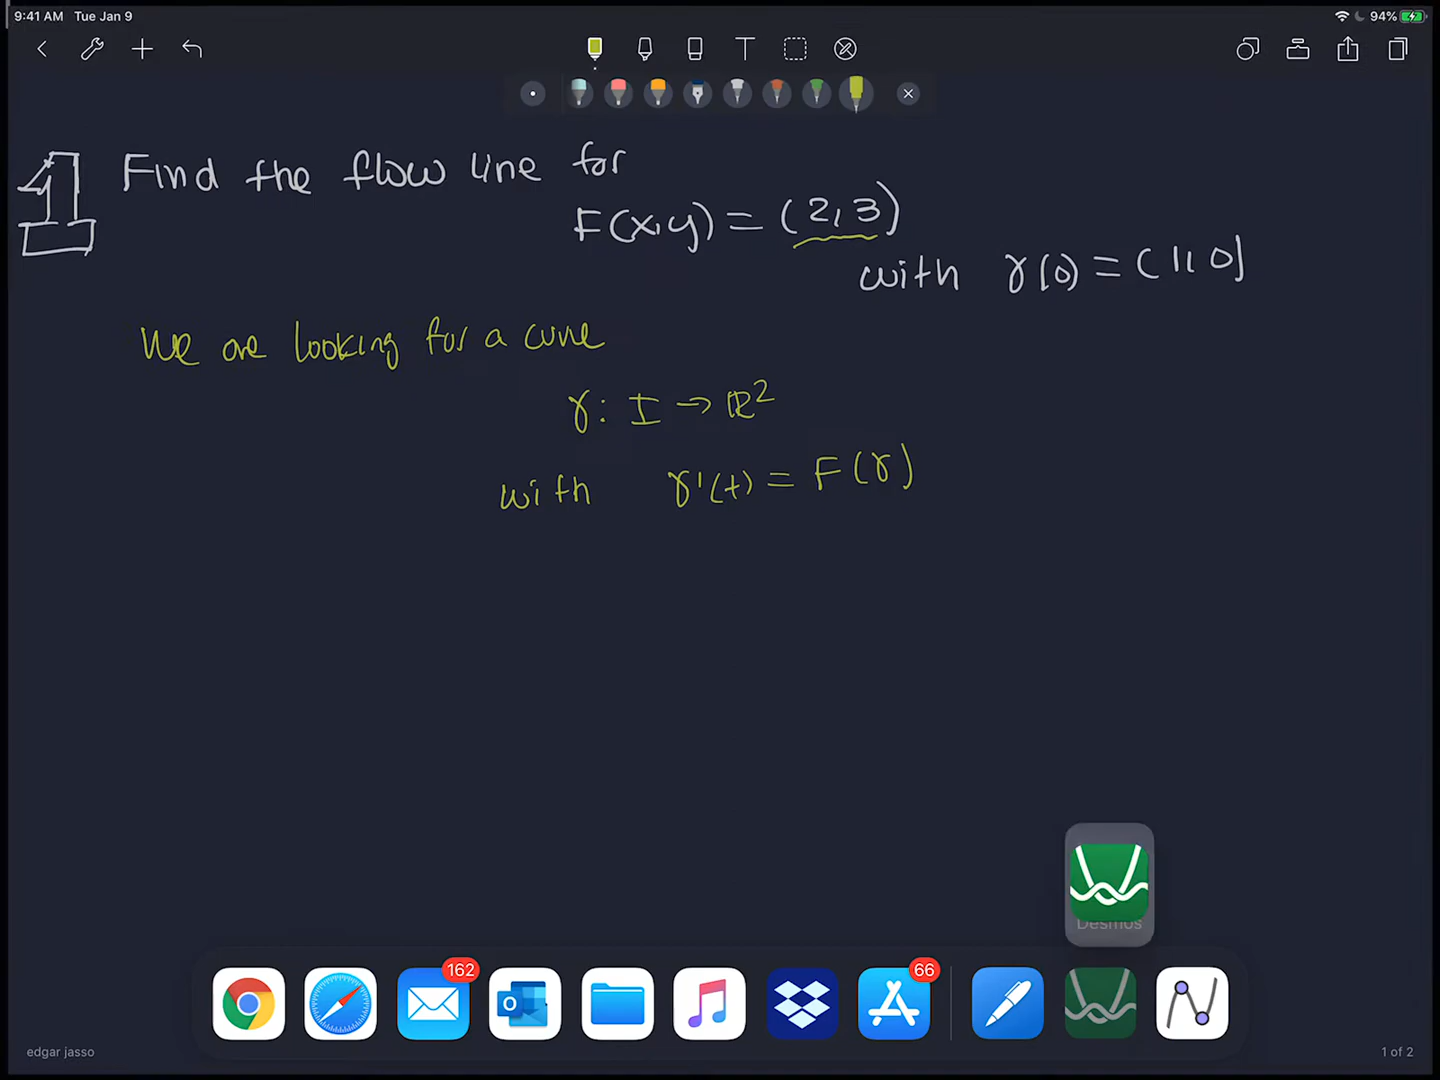 9:41 AM Tue Jan 9
94%
1 Find the flow line for
F(x,y) = (2,3)
with γ(0) = (1,0)
We are looking for a curve
γ: I → ℝ²
with γ'(t) = F(γ)
Desmos
162
66
edgar jasso
1 of 2